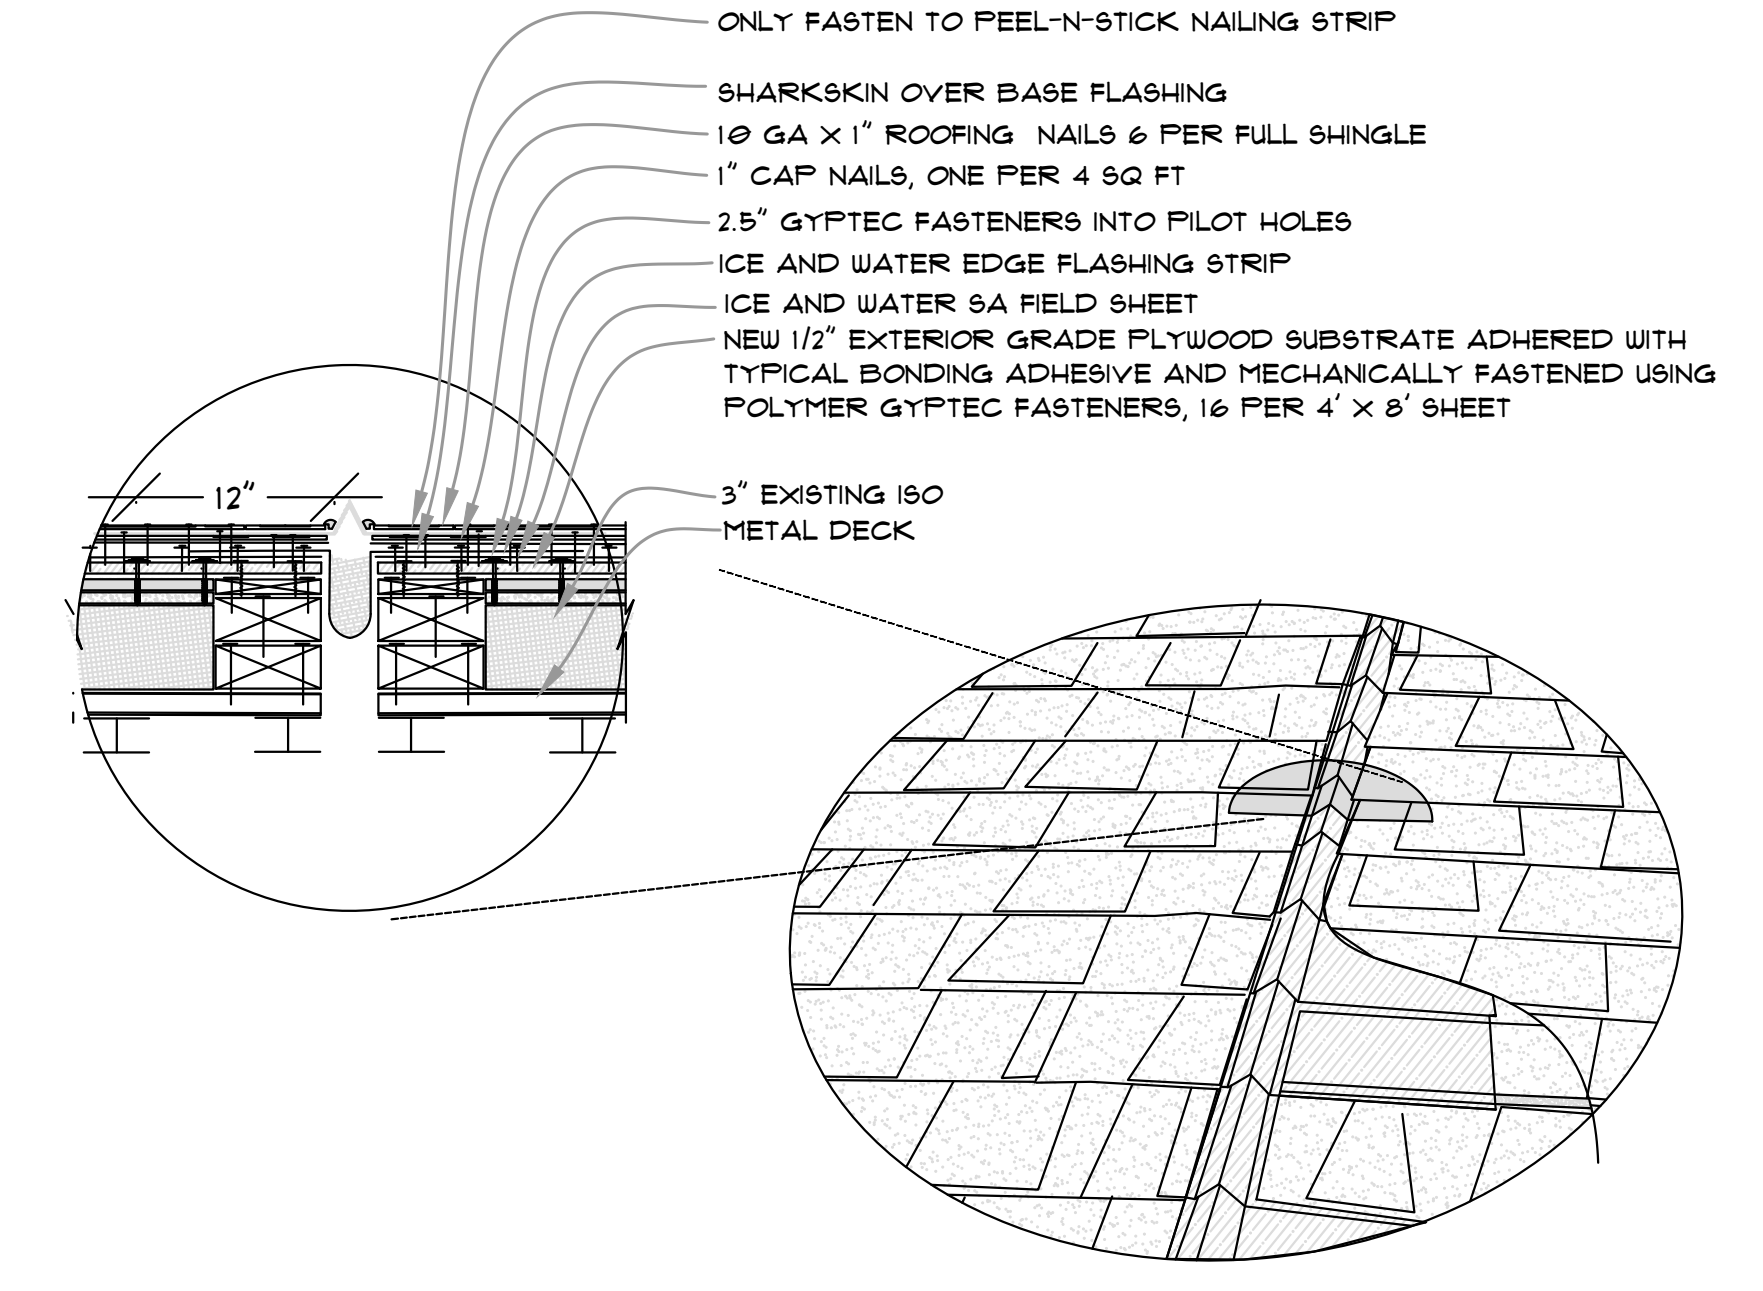 ONLY FASTEN TO PEEL-N-STICK NAILING STRIP
SHARKSKIN OVER BASE FLASHING
10 GA X 1" ROOFING NAILS 6 PER FULL SHINGLE
1" CAP NAILS, ONE PER 4 SQ FT
2.5" GYPTEC FASTENERS INTO PILOT HOLES
ICE AND WATER EDGE FLASHING STRIP
ICE AND WATER SA FIELD SHEET
NEW 1/2" EXTERIOR GRADE PLYWOOD SUBSTRATE ADHERED WITH
TYPICAL BONDING ADHESIVE AND MECHANICALLY FASTENED USING
POLYMER GYPTEC FASTENERS, 16 PER 4' X 8' SHEET
3" EXISTING ISO
METAL DECK
12"